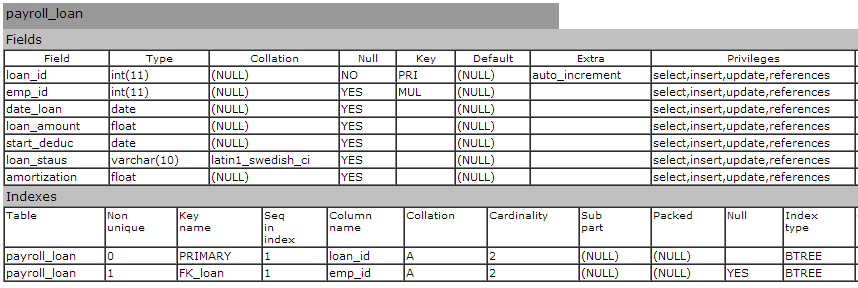 payroll_loan
Fields
Field Type Collation Null Key Default Extra Privileges
loan_id int(11) (NULL) NO PRI (NULL) auto_increment select,insert,update,references
emp_id int(11) (NULL) YES MUL (NULL) select,insert,update,references
date_loan date (NULL) YES (NULL) select,insert,update,references
loan_amount float (NULL) YES (NULL) select,insert,update,references
start_deduc date (NULL) YES (NULL) select,insert,update,references
loan_staus varchar(10) latin1_swedish_ci YES (NULL) select,insert,update,references
amortization float (NULL) YES (NULL) select,insert,update,references
Indexes
Table Non Key Seq Column Collation Cardinality Sub Packed Null Index
unique name in name part type
index
payroll_loan 0 PRIMARY 1 loan_id A 2 (NULL) (NULL) BTREE
payroll_loan 1 FK_loan 1 emp_id A 2 (NULL) (NULL) YES BTREE